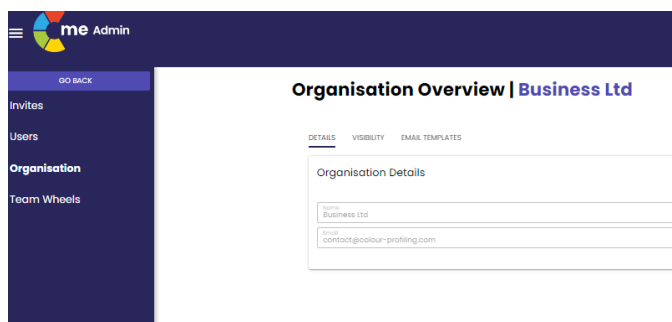 me Admin
GO BACK
Invites
Users
Organisation
Team Wheels
Organisation Overview | Business Ltd
DETAILS VISIBILITY EMAIL TEMPLATES
Organisation Details
Name
Business Ltd
Email
contact@colour-profiling.com